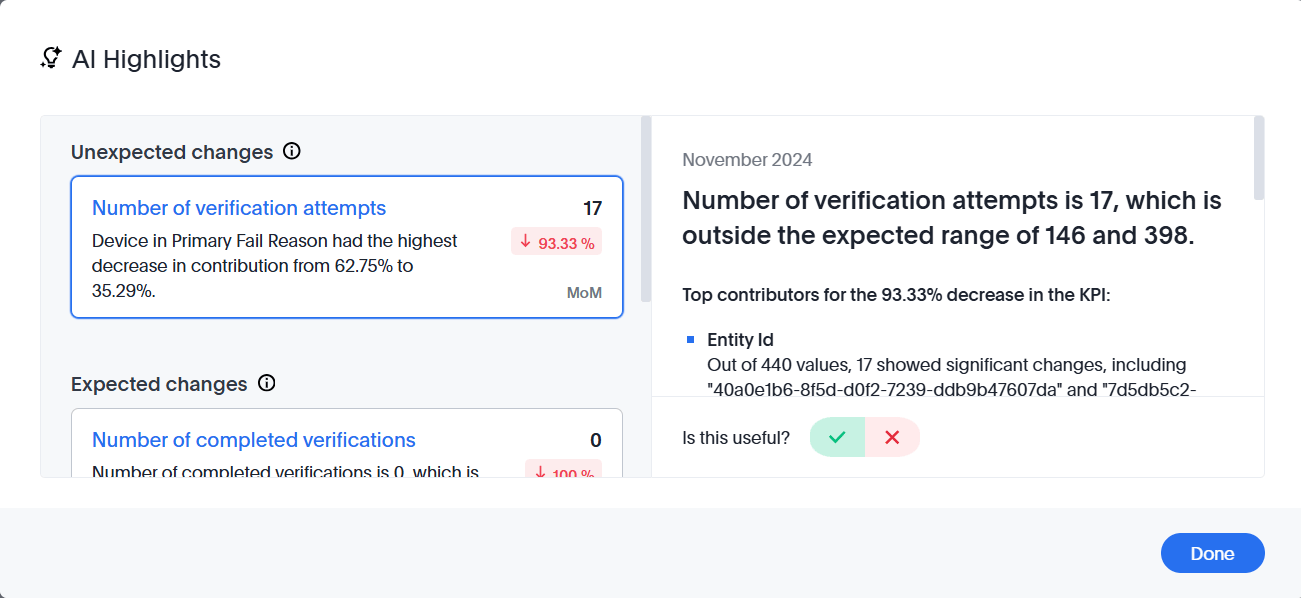 AI Highlights
Unexpected changes
Number of verification attempts
17
Device in Primary Fail Reason had the highest
decrease in contribution from 62.75% to
35.29%.
↓ 93.33 %
MoM
Expected changes
Number of completed verifications
0
Number of completed verifications is 0, which is
↓ 100 %
November 2024
Number of verification attempts is 17, which is
outside the expected range of 146 and 398.
Top contributors for the 93.33% decrease in the KPI:
Entity Id
Out of 440 values, 17 showed significant changes, including
"40a0e1b6-8f5d-d0f2-7239-ddb9b47607da" and "7d5db5c2-
Is this useful?
Done